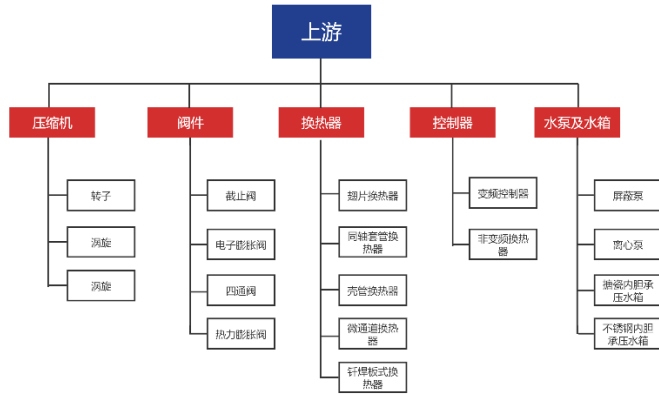 上游
压缩机
阀件
换热器
控制器
水泵及水箱
转子
涡旋
涡旋
截止阀
电子膨胀阀
四通阀
热力膨胀阀
翅片换热器
同轴套管换
热器
壳管换热器
微通道换热
器
钎焊板式换
热器
变频控制器
非变频换热
器
屏蔽泵
离心泵
搪瓷内胆承
压水箱
不锈钢内胆
承压水箱